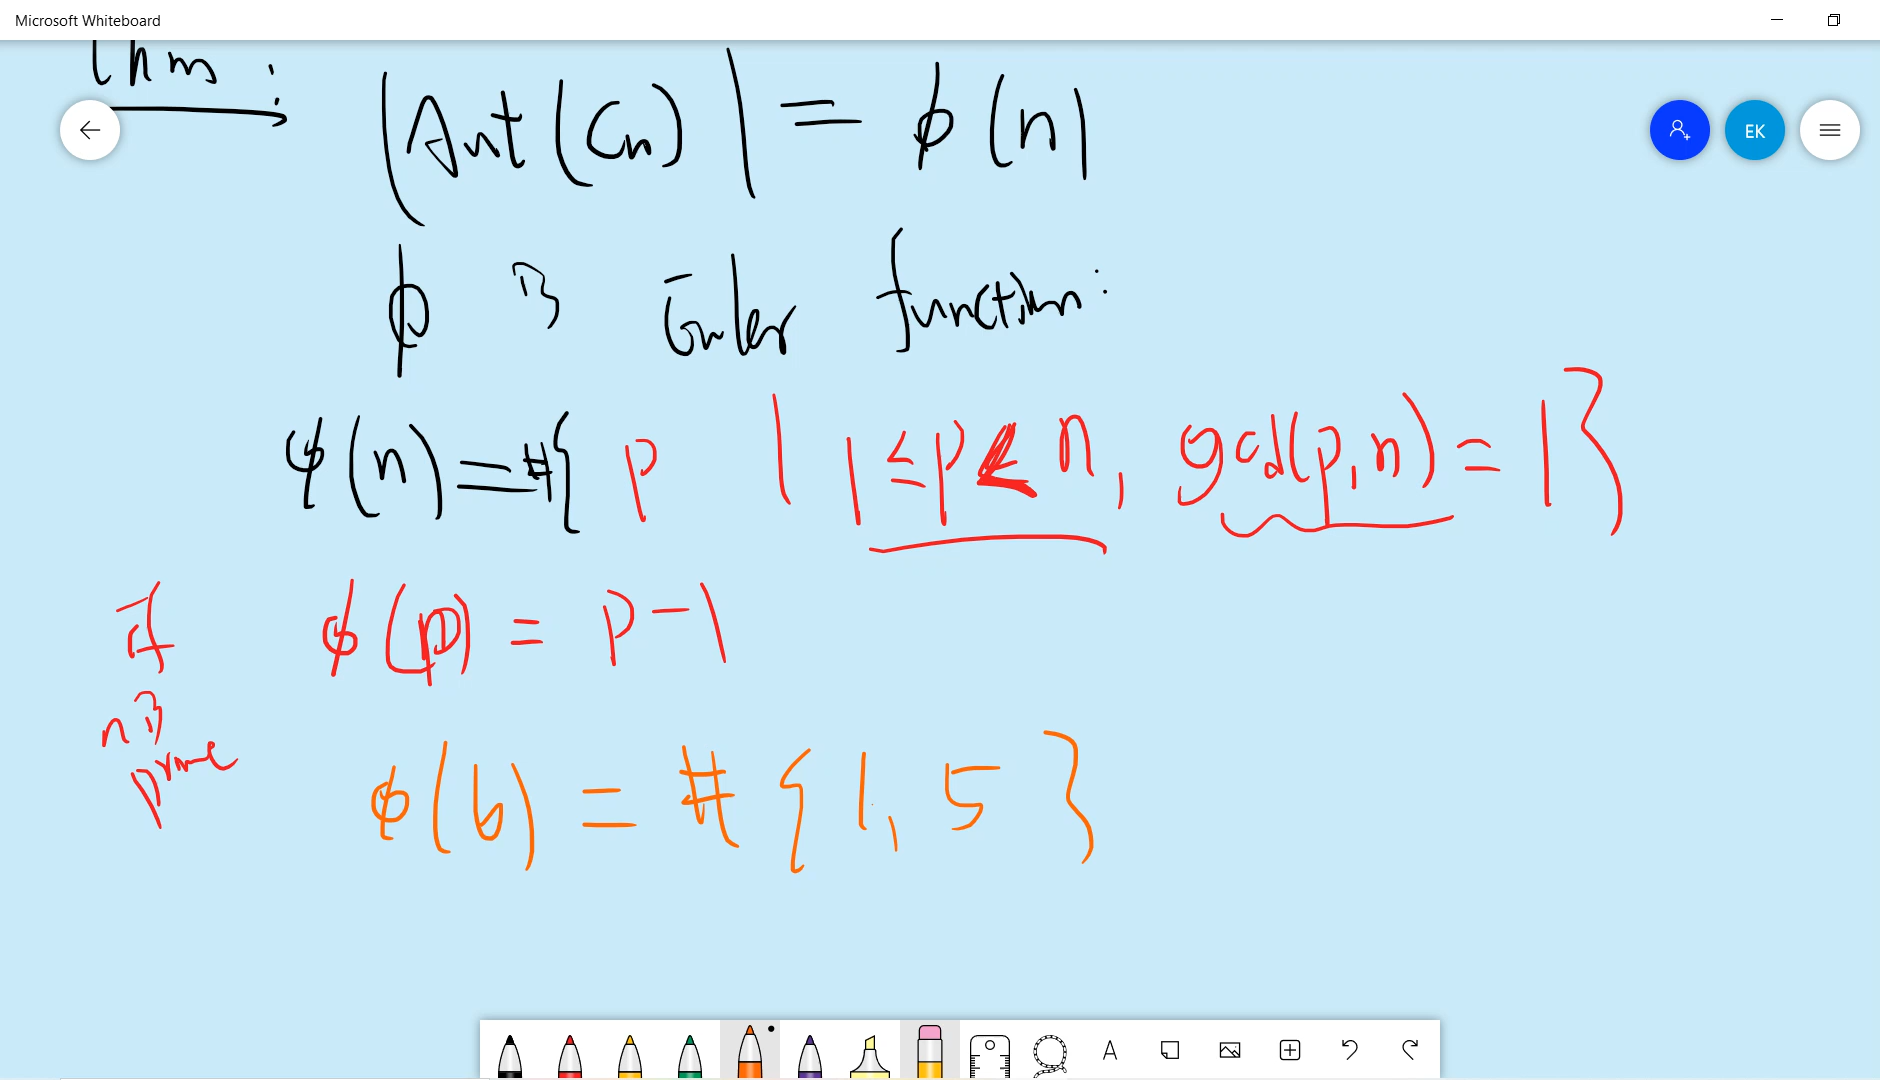 Microsoft Whiteboard
Thm:
|Aut(Cn)| = ϕ(n)
ϕ is Euler function:
φ(n) = #{ p | 1 ≤ p ≤ n, gcd(p,n) = 1}
if ϕ(p) = p-1
n is
prime
ϕ(6) = #{1, 5}
EK
A